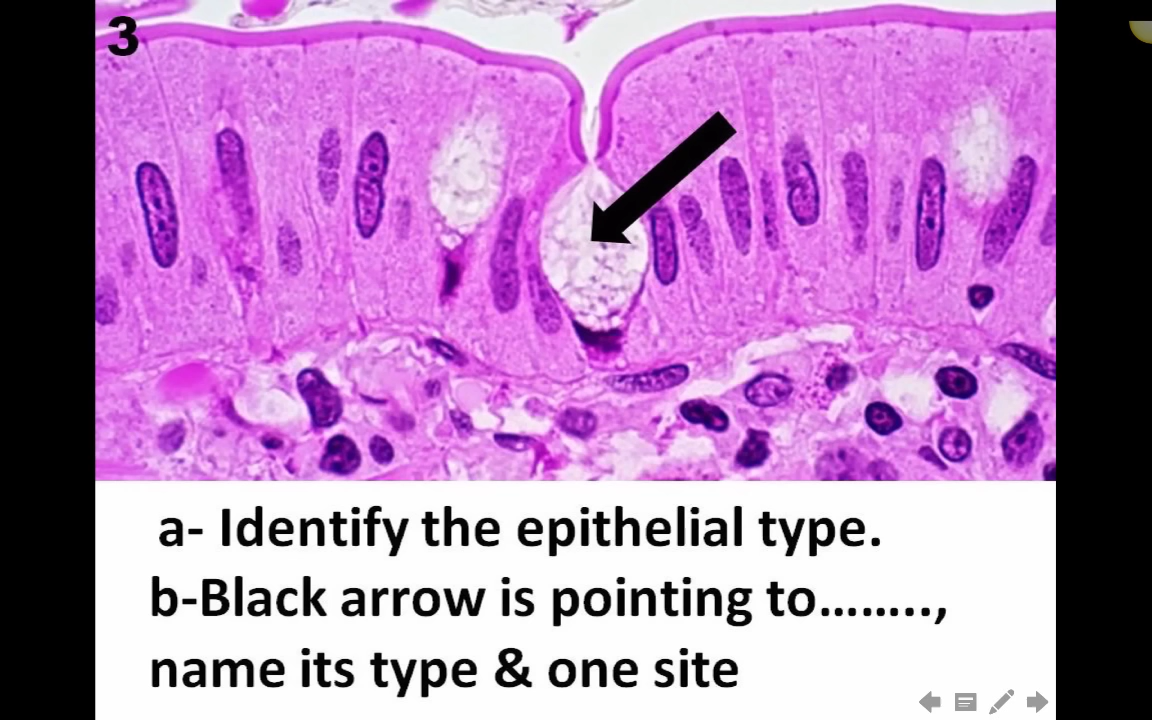 3
a- Identify the epithelial type.
b-Black arrow is pointing to……..,
name its type & one site